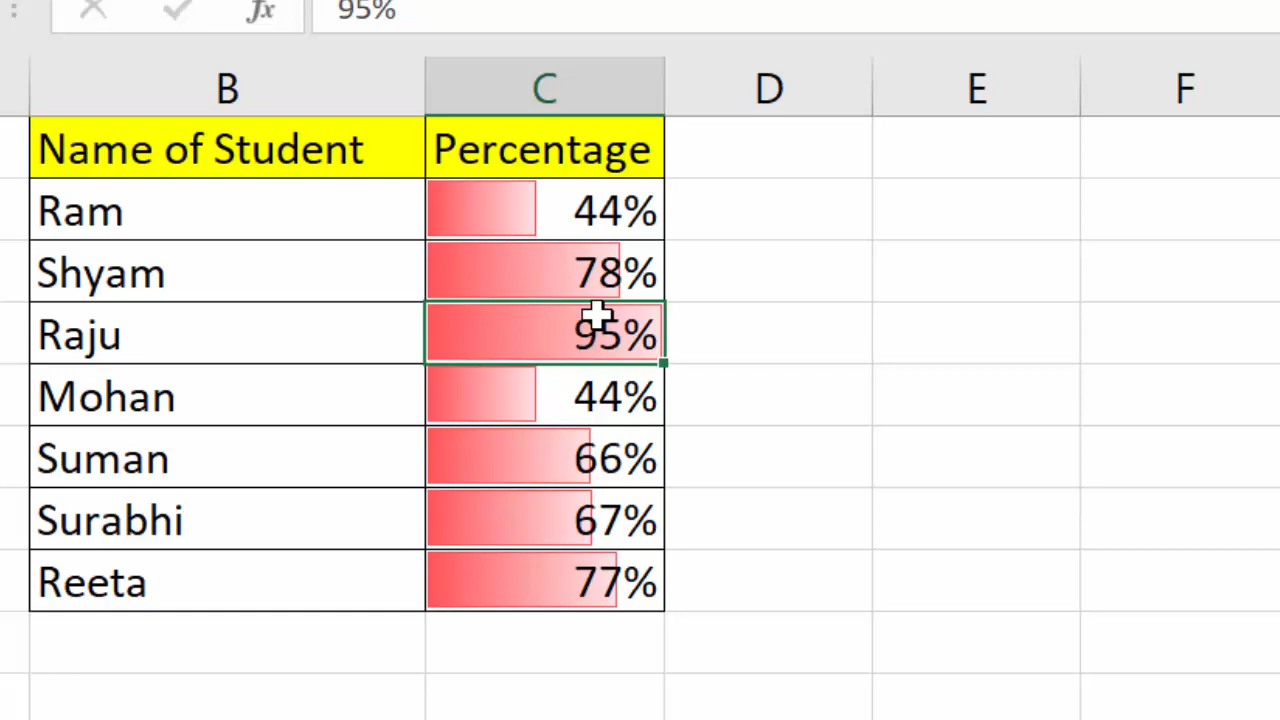 fx 95%
B C D E F
Name of Student Percentage
Ram 44%
Shyam 78%
Raju 95%
Mohan 44%
Suman 66%
Surabhi 67%
Reeta 77%